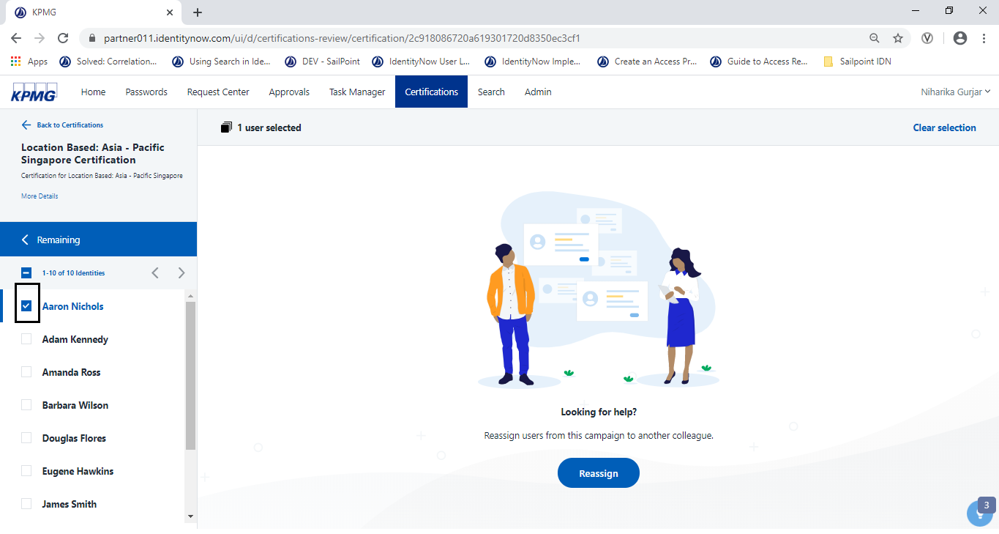 KPMG
partner011.identitynow.com/ui/d/certifications-review/certification/2c918086720a619301720d8350ec3cf1
Apps Solved: Correlation... Using Search in Ide... DEV - SailPoint IdentityNow User L... IdentityNow Imple... Create an Access Pr... Guide to Access Re... Sailpoint IDN
KPMG Home Passwords Request Center Approvals Task Manager Certifications Search Admin Niharika Gurjar
Back to Certifications
Location Based: Asia - Pacific
Singapore Certification
Certification for Location Based: Asia - Pacific Singapore
More Details
Remaining
1-10 of 10 Identities
Aaron Nichols
Adam Kennedy
Amanda Ross
Barbara Wilson
Douglas Flores
Eugene Hawkins
James Smith
1 user selected
Clear selection
Looking for help?
Reassign users from this campaign to another colleague.
Reassign
3